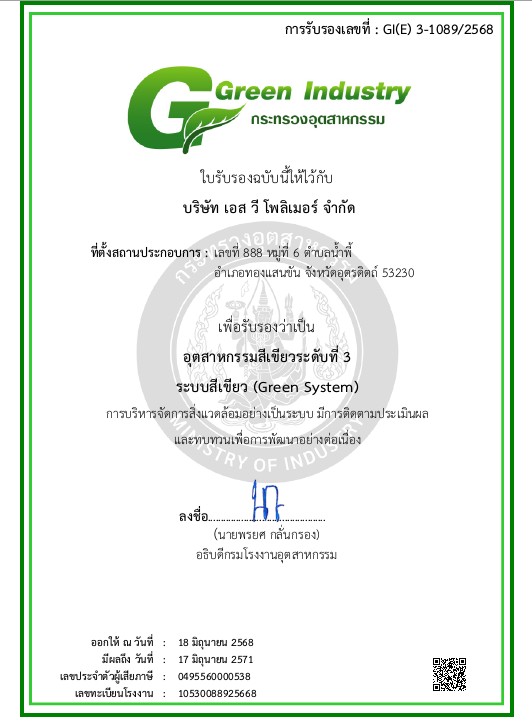 การรับรองเลขที่ : GI(E) 3-1089/2568
Green Industry
กระทรวงอุตสาหกรรม
ใบรับรองฉบับนี้ให้ไว้กับ
บริษัท เอส วี โพลิเมอร์ จำกัด
ที่ตั้งสถานประกอบการ : เลขที่ 888 หมู่ที่ 6 ตำบลน้ำพี้
อำเภอทองแสนขัน จังหวัดอุตรดิตถ์ 53230
กระทรวงอุตสาหกรรม
เพื่อรับรองว่าเป็น
อุตสาหกรรมสีเขียวระดับที่ 3
ระบบสีเขียว (Green System)
การบริหารจัดการสิ่งแวดล้อมอย่างเป็นระบบ มีการติดตามประเมินผล
และทบทวนเพื่อการพัฒนาอย่างต่อเนื่อง
MINISTRY OF INDUSTRY
ลงชื่อ..........................................
(นายพรยศ กลั่นกรอง)
อธิบดีกรมโรงงานอุตสาหกรรม
ออกให้ ณ วันที่ : 18 มิถุนายน 2568
มีผลถึง วันที่ : 17 มิถุนายน 2571
เลขประจำตัวผู้เสียภาษี : 0495560000538
เลขทะเบียนโรงงาน : 10530088925668